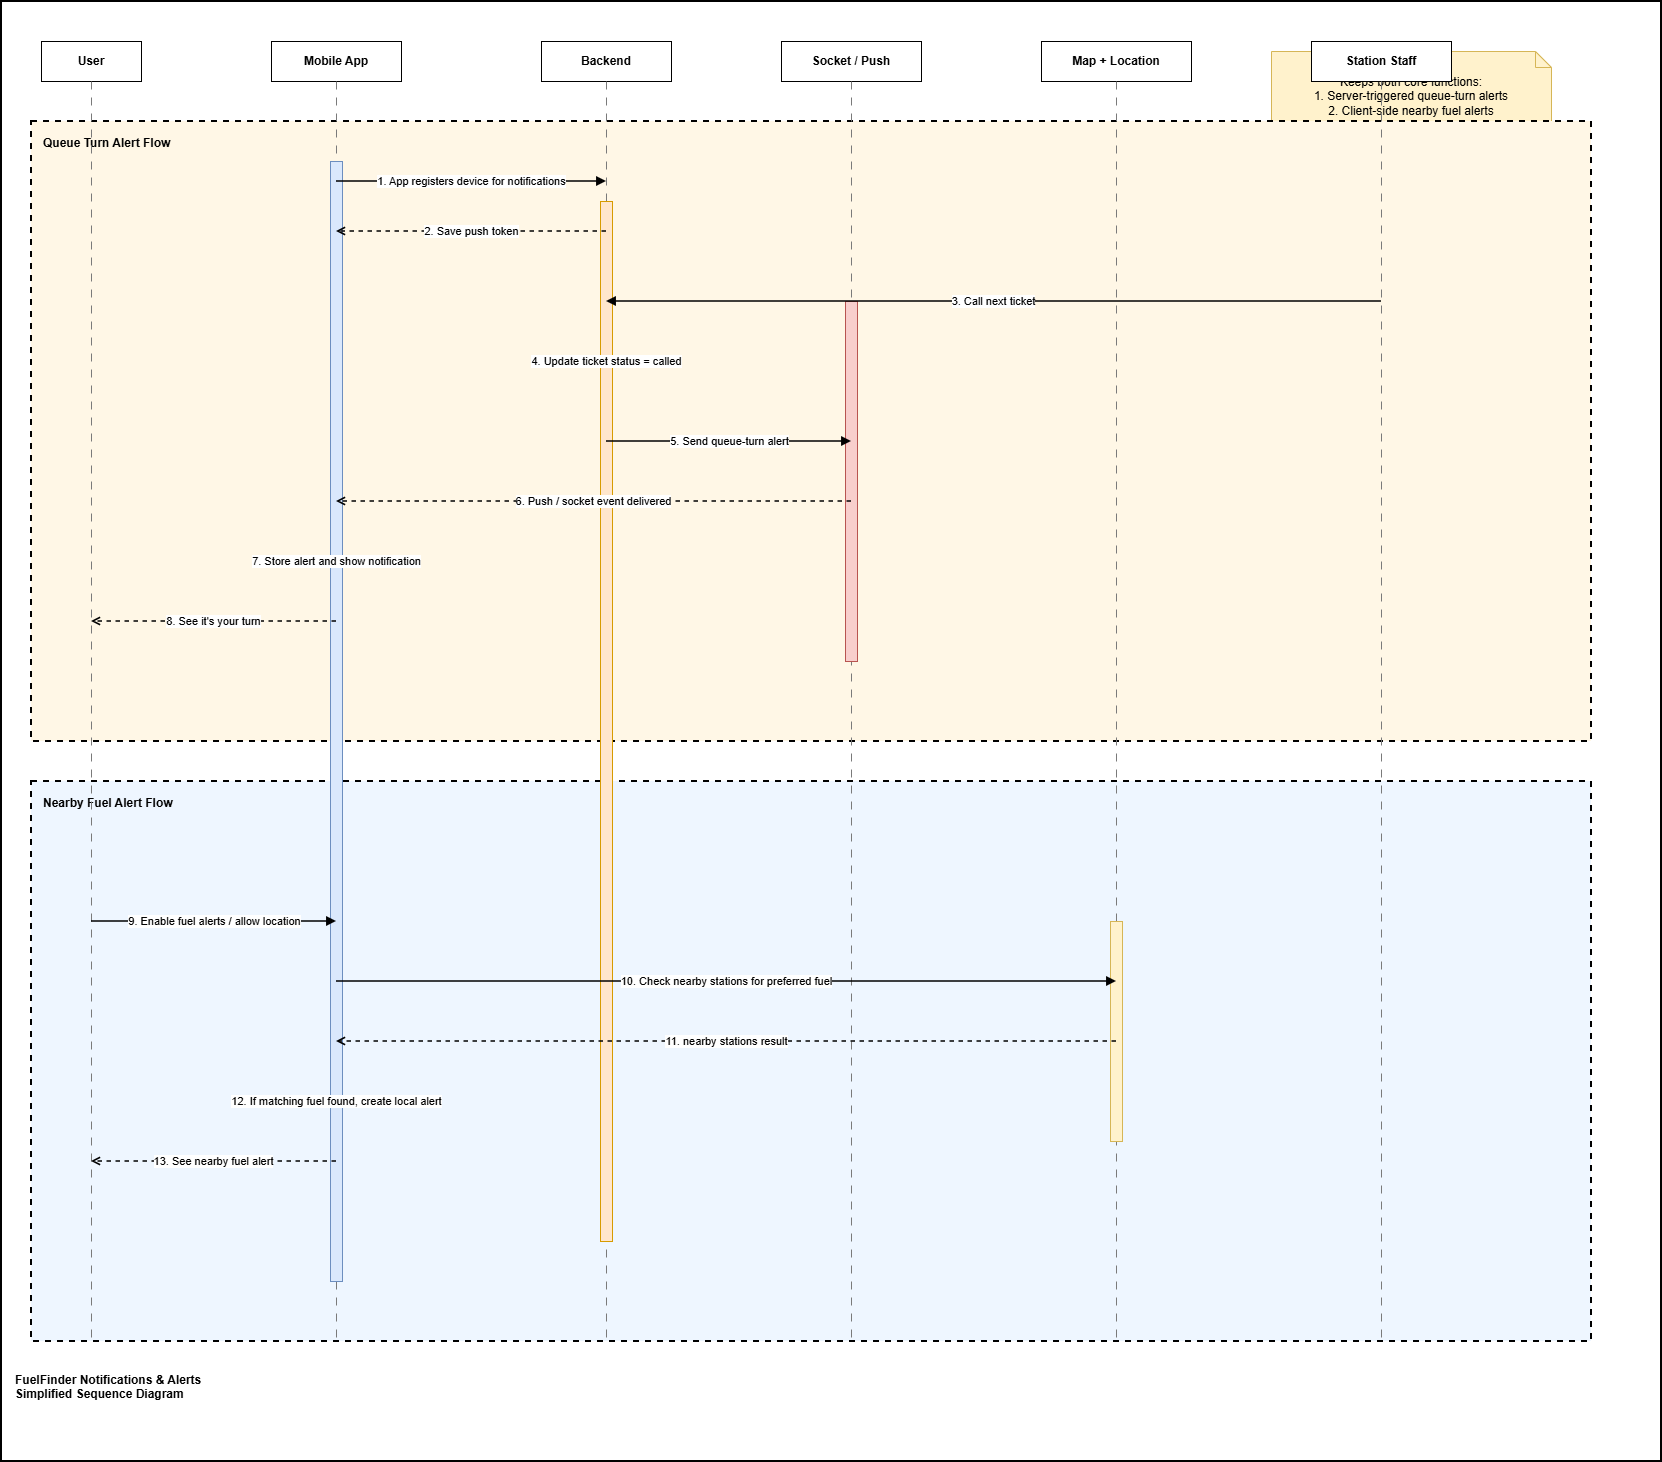 User
Mobile App
Backend
Socket / Push
Map + Location
Station Staff
Keeps both core functions:
1. Server-triggered queue-turn alerts
2. Client-side nearby fuel alerts
Queue Turn Alert Flow
1. App registers device for notifications
2. Save push token
3. Call next ticket
4. Update ticket status = called
5. Send queue-turn alert
6. Push / socket event delivered
7. Store alert and show notification
8. See it's your turn
Nearby Fuel Alert Flow
9. Enable fuel alerts / allow location
10. Check nearby stations for preferred fuel
11. nearby stations result
12. If matching fuel found, create local alert
13. See nearby fuel alert
FuelFinder Notifications & Alerts
Simplified Sequence Diagram